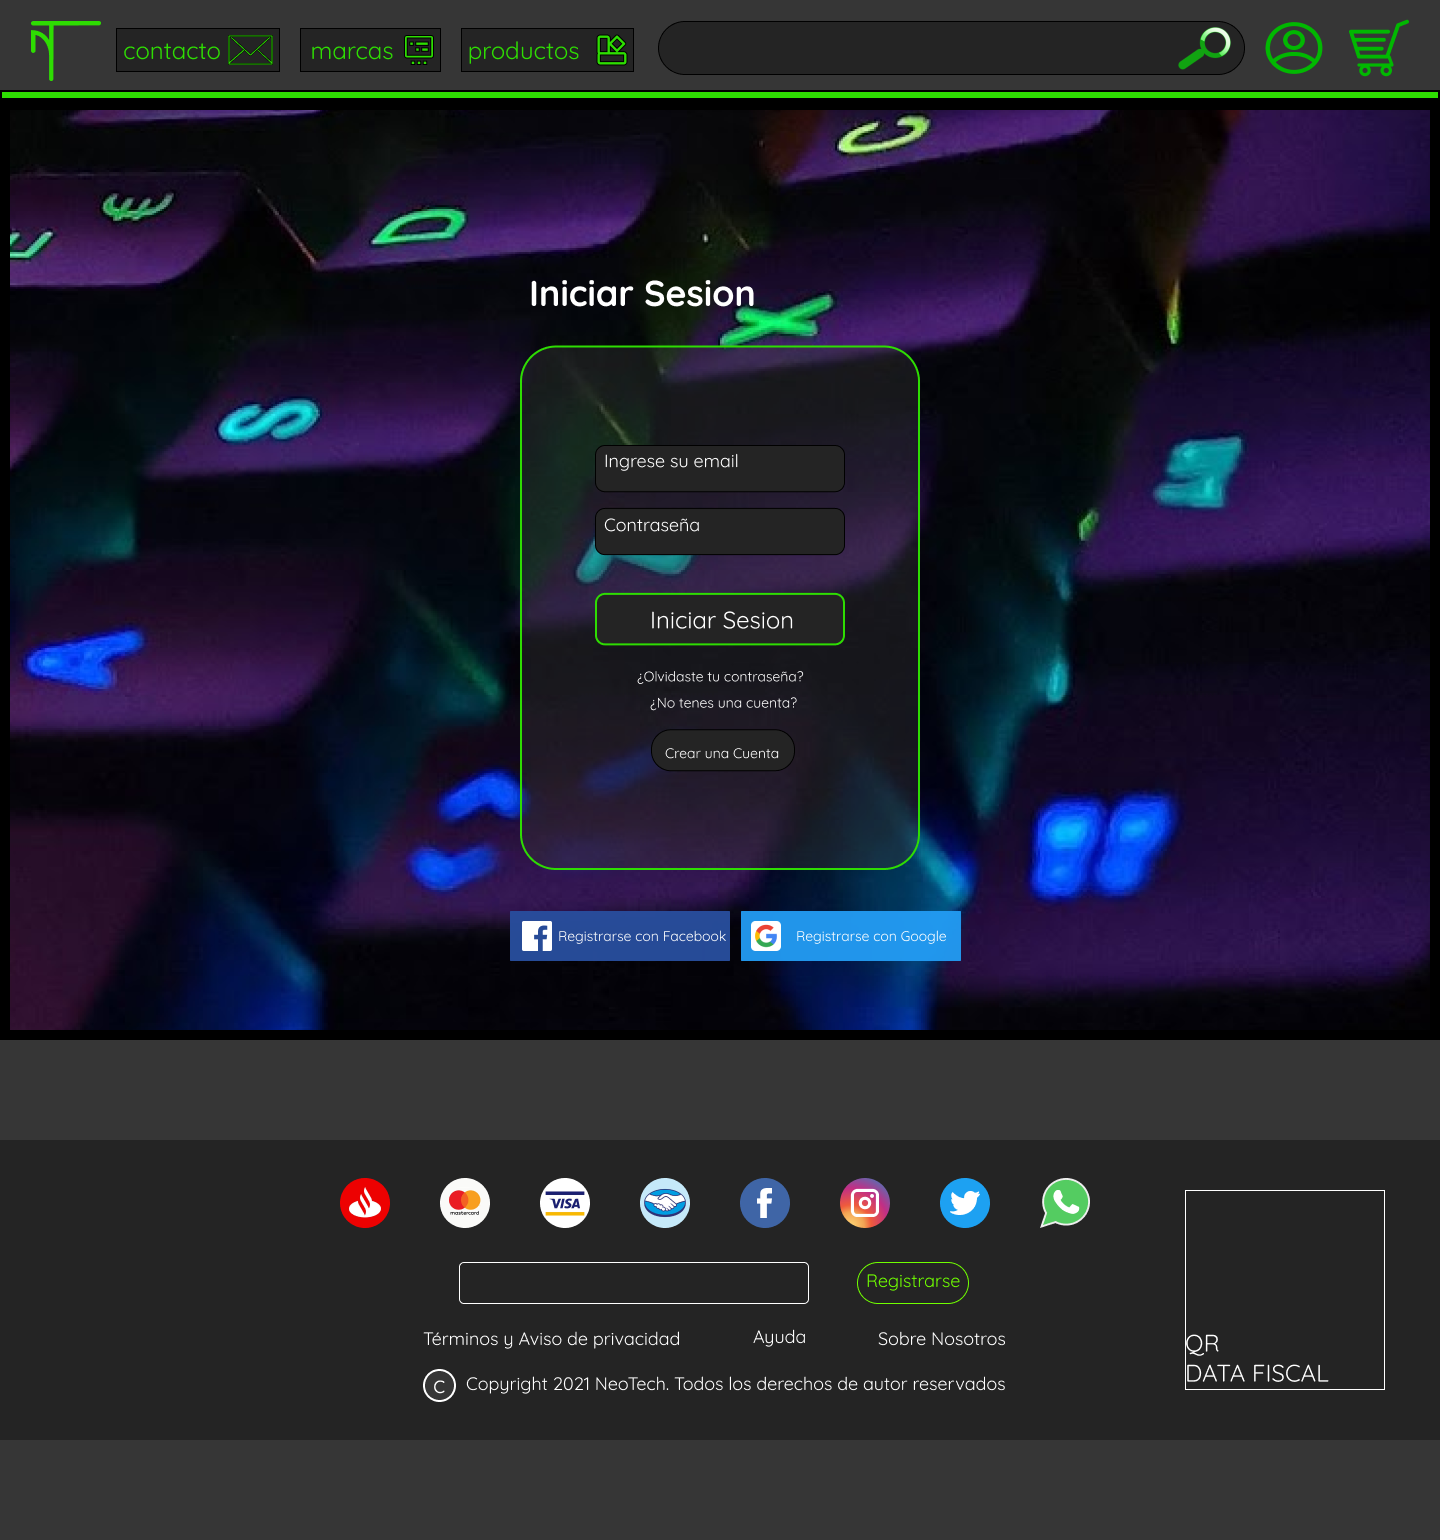 contacto
marcas
productos
Iniciar Sesion
Ingrese su email
Contraseña
Iniciar Sesion
¿Olvidaste tu contraseña?
¿No tenes una cuenta?
Crear una Cuenta
Registrarse con Facebook
Registrarse con Google
mastercard
VISA
Registrarse
Términos y Aviso de privacidad
Ayuda
Sobre Nosotros
C Copyright 2021 NeoTech. Todos los derechos de autor reservados
QR
DATA FISCAL